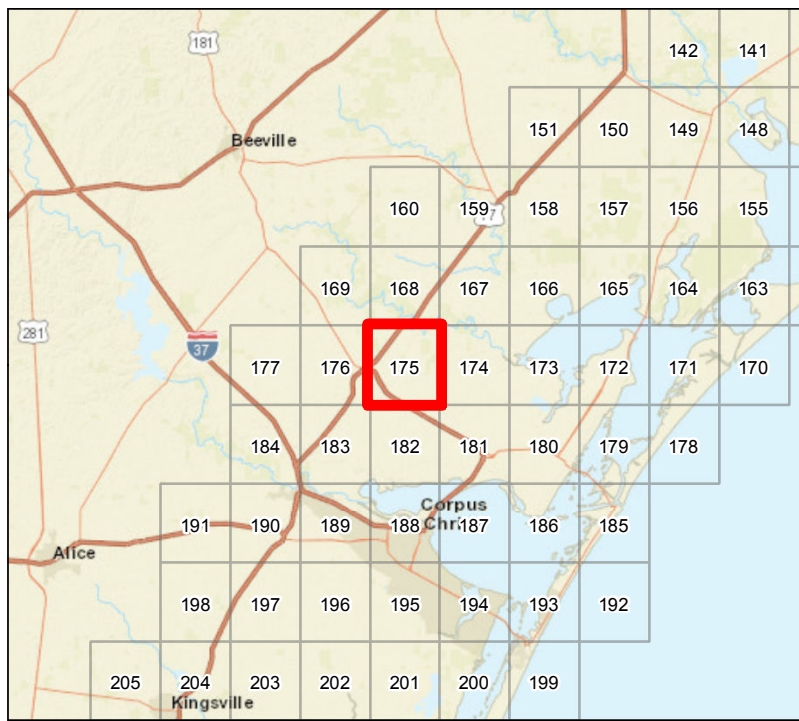 142 141
181
Beeville
151 150 149 148
160 159 158 157 156 155
77
169 168 167 166 165 164 163
281
37
177 176 175 174 173 172 171 170
184 183 182 181 180 179 178
Corpus
Christi
191 190 189 188 187 186 185
Alice
198 197 196 195 194 193 192
205 204 203 202 201 200 199
Kingsville